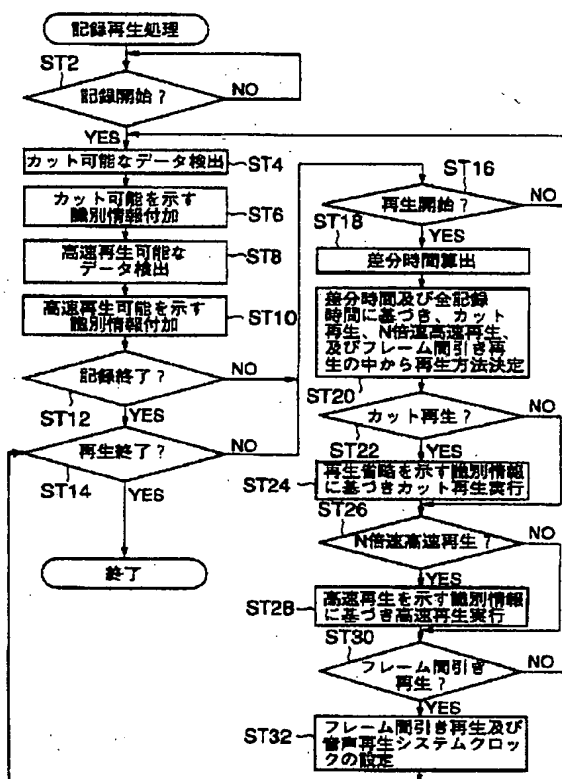 記録再生処理
ST2
記録開始?
NO
YES
カット可能なデータ検出
ST4
カット可能を示す
識別情報付加
ST6
高速再生可能な
データ検出
ST8
高速再生可能を示す
識別情報付加
ST10
記録終了?
NO
ST12
YES
再生終了?
NO
ST14
YES
終了
ST16
再生開始?
NO
ST18
YES
差分時間算出
差分時間及び全記録
時間に基づき、カット
再生、N倍速高速再生、
及びフレーム間引き再
生の中から再生方法決定
ST20
カット再生?
NO
ST22
YES
ST24
再生省略を示す識別情報
に基づきカット再生実行
ST26
N倍速高速再生?
NO
YES
ST28
高速再生を示す識別情報
に基づき高速再生実行
ST30
フレーム間引き
再生?
NO
YES
ST32
フレーム間引き再生及び
音声再生システムクロッ
クの設定